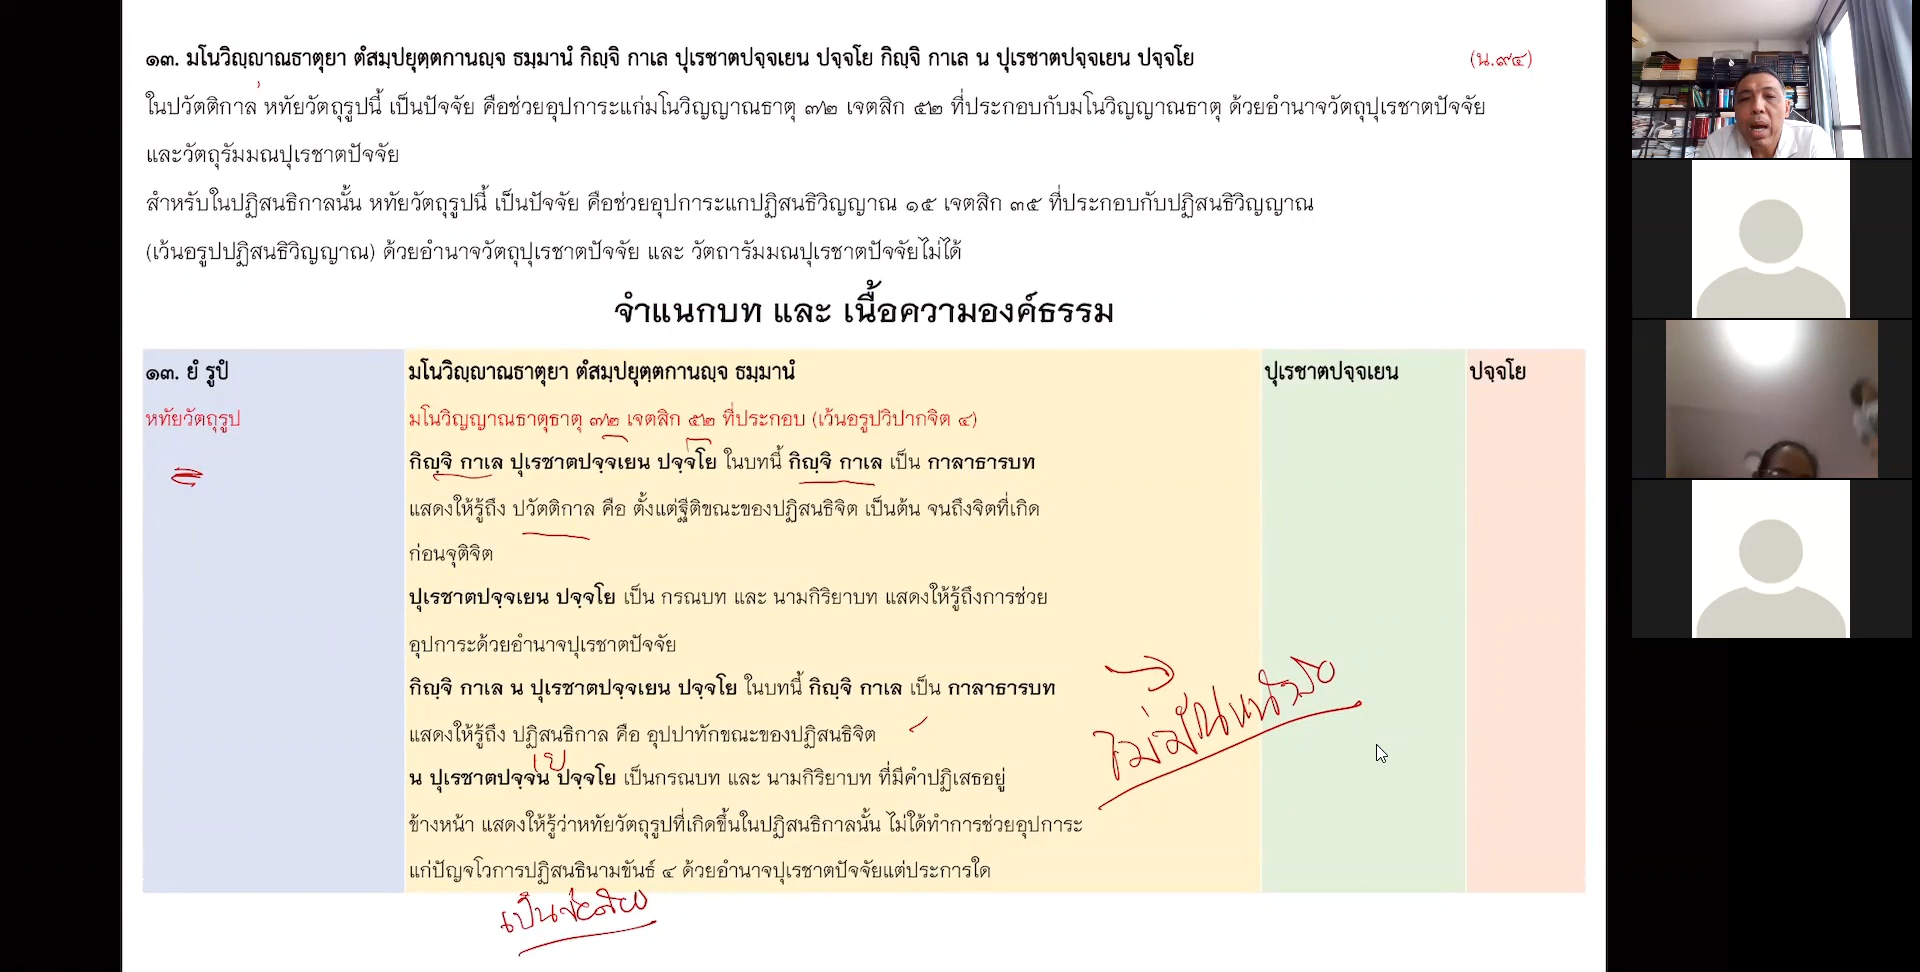 ๑๓. มโนวิญฺญาณธาตุยา ตํสมฺปยุตฺตกานญฺจ ธมฺมานํ กิญฺจิ กาเล ปุเรชาตปจฺจเยน ปจฺจโย กิญฺจิ กาเล น ปุเรชาตปจฺจเยน ปจฺจโย (น.๙๔)
ในปวัตติกาล หทัยวัตถุรูปนี้ เป็นปัจจัย คือช่วยอุปการะแก่มโนวิญญาณธาตุ ๗๒ เจตสิก ๕๒ ที่ประกอบกับมโนวิญญาณธาตุ ด้วยอำนาจวัตถุปุเรชาตปัจจัย
และวัตถุรัมมณปุเรชาตปัจจัย
สำหรับในปฏิสนธิกาลนั้น หทัยวัตถุรูปนี้ เป็นปัจจัย คือช่วยอุปการะแกปฏิสนธิวิญญาณ ๑๕ เจตสิก ๓๕ ที่ประกอบกับปฏิสนธิวิญญาณ
(เว้นอรูปปฏิสนธิวิญญาณ) ด้วยอำนาจวัตถุปุเรชาตปัจจัย และ วัตถารัมมณปุเรชาตปัจจัยไม่ได้
จำแนกบท และ เนื้อความองค์ธรรม
๑๓. ยํ รูปํ มโนวิญฺญาณธาตุยา ตํสมฺปยุตฺตกานญฺจ ธมฺมานํ ปุเรชาตปจฺจเยน ปจฺจโย
หทัยวัตถุรูป มโนวิญญาณธาตุธาตุ ๗๒ เจตสิก ๕๒ ที่ประกอบ (เว้นอรูปวิปากจิต ๔)
กิญฺจิ กาเล ปุเรชาตปจฺจเยน ปจฺจโย ในบทนี้ กิญฺจิ กาเล เป็น กาลาธารบท
แสดงให้รู้ถึง ปวัตติกาล คือ ตั้งแต่ฐีติขณะของปฏิสนธิจิต เป็นต้น จนถึงจิตที่เกิด
ก่อนจุติจิต
ปุเรชาตปจฺจเยน ปจฺจโย เป็น กรณบท และ นามกิริยาบท แสดงให้รู้ถึงการช่วย
อุปการะด้วยอำนาจปุเรชาตปัจจัย
กิญฺจิ กาเล น ปุเรชาตปจฺจเยน ปจฺจโย ในบทนี้ กิญฺจิ กาเล เป็น กาลาธารบท
แสดงให้รู้ถึง ปฏิสนธิกาล คือ อุปปาทักขณะของปฏิสนธิจิต
เย
น ปุเรชาตปจฺจน ปจฺจโย เป็นกรณบท และ นามกิริยาบท ที่มีคำปฏิเสธอยู่
ข้างหน้า แสดงให้รู้ว่าหทัยวัตถุรูปที่เกิดขึ้นในปฏิสนธิกาลนั้น ไม่ใด้ทำการช่วยอุปการะ
แก่ปัญจโวการปฏิสนธินามขันธ์ ๔ ด้วยอำนาจปุเรชาตปัจจัยแต่ประการใด